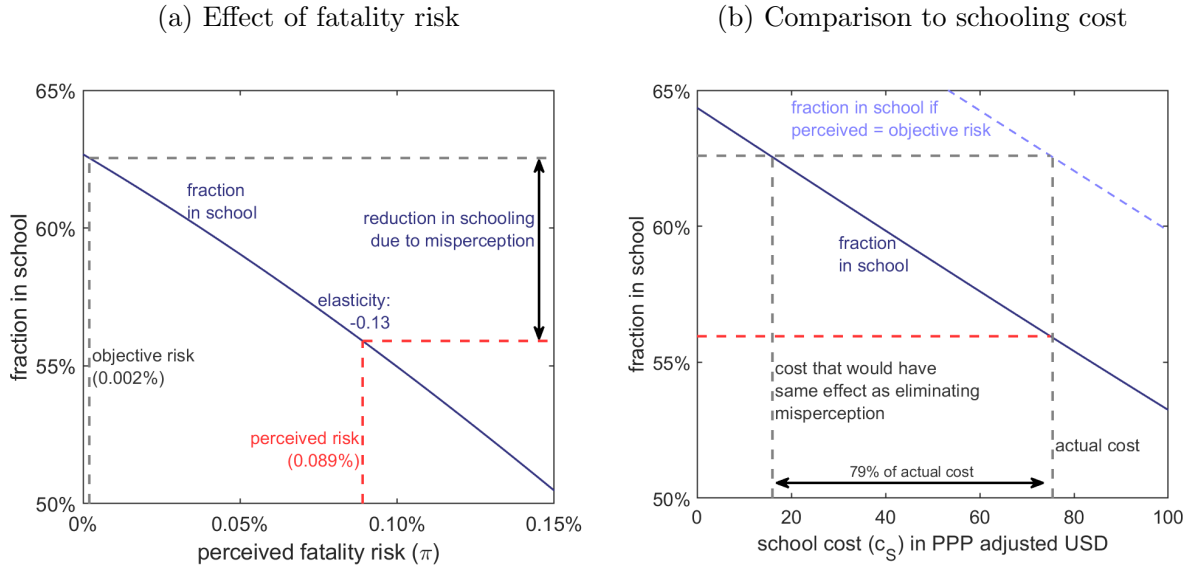 (a) Effect of fatality risk
65%
60%
55%
50%
fraction in school
fraction
in school
reduction in schooling
due to misperception
elasticity:
-0.13
objective risk
(0.002%)
perceived risk
(0.089%)
0%
0.05%
0.10%
0.15%
perceived fatality risk (π)
(b) Comparison to schooling cost
65%
60%
55%
50%
fraction in school
fraction in school if
perceived = objective risk
fraction
in school
cost that would have
same effect as eliminating
misperception
actual cost
79% of actual cost
0
20
40
60
80
100
school cost (c_S) in PPP adjusted USD